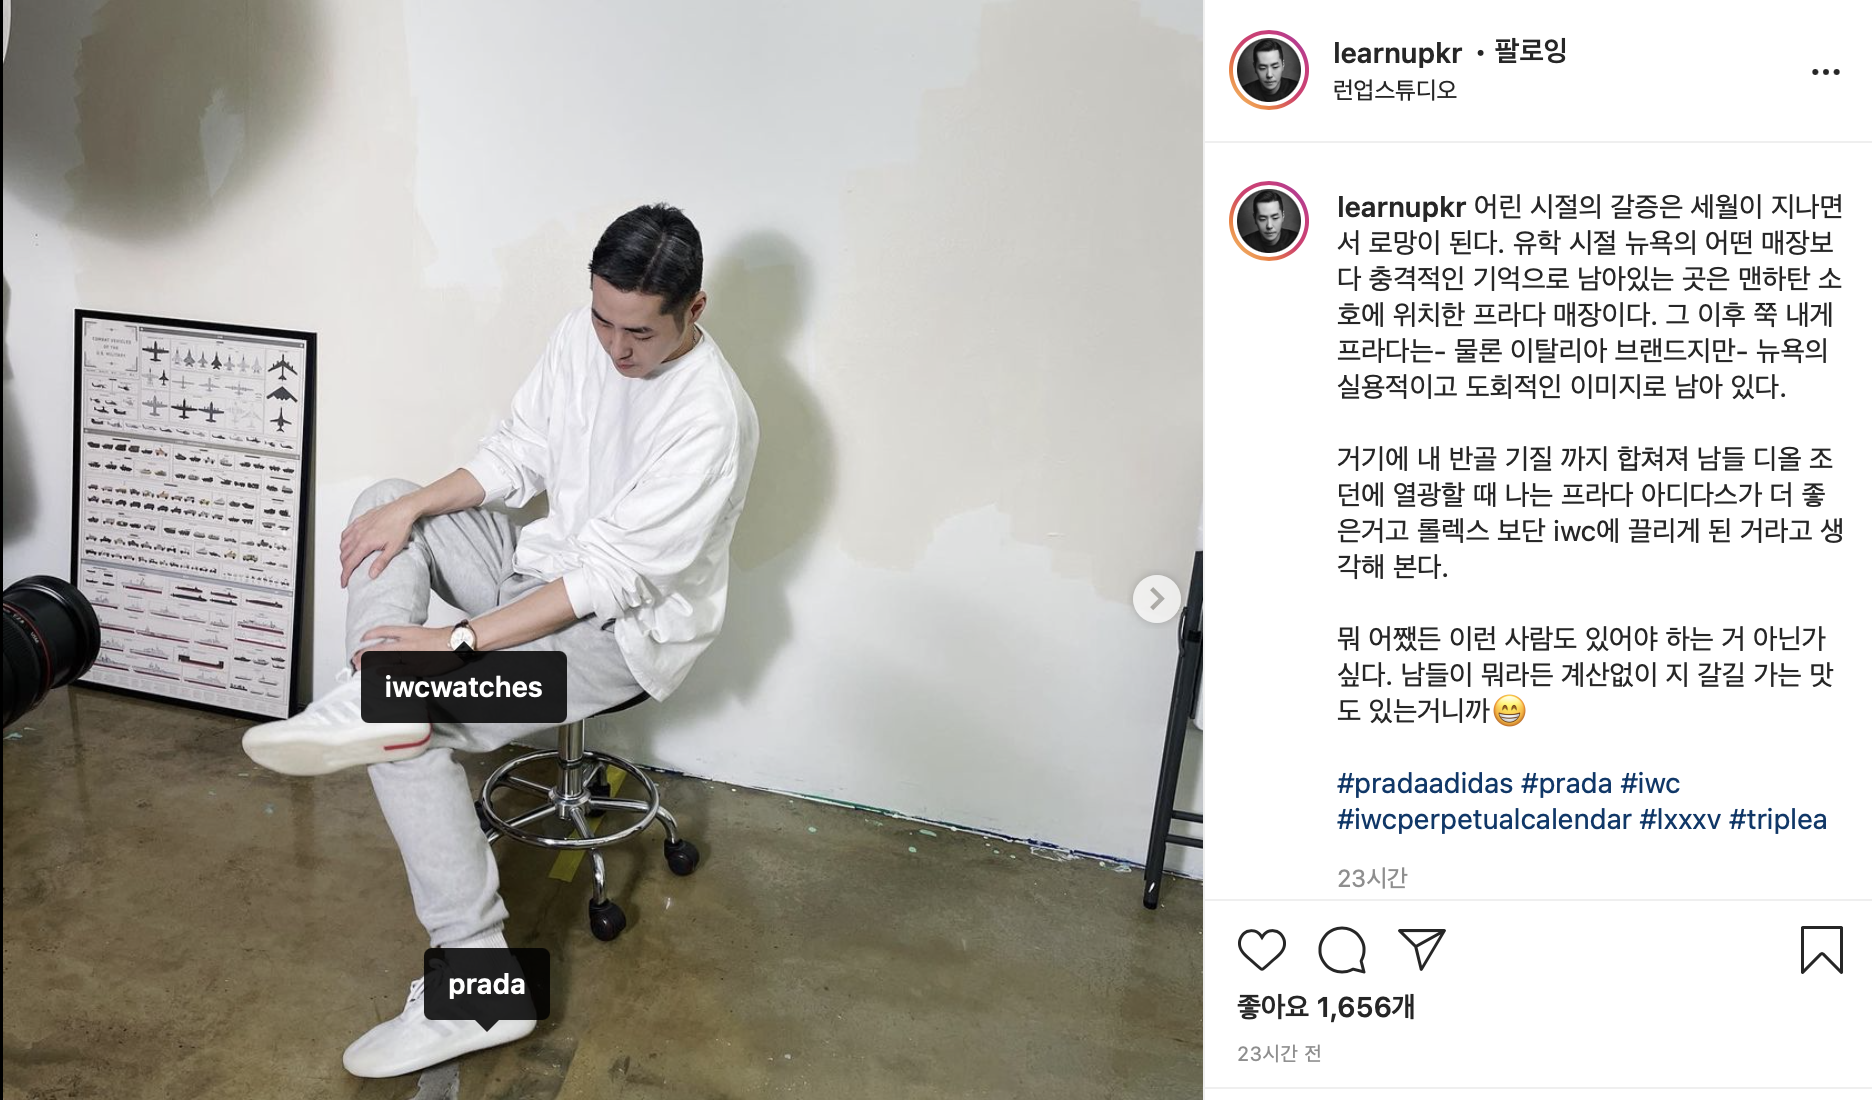 learnupkr • 팔로잉
런업스튜디오
learnupkr 어린 시절의 갈증은 세월이 지나면
서 로망이 된다. 유학 시절 뉴욕의 어떤 매장보
다 충격적인 기억으로 남아있는 곳은 맨하탄 소
호에 위치한 프라다 매장이다. 그 이후 쭉 내게
프라다는- 물론 이탈리아 브랜드지만- 뉴욕의
실용적이고 도회적인 이미지로 남아 있다.
거기에 내 반골 기질 까지 합쳐져 남들 디올 조
던에 열광할 때 나는 프라다 아디다스가 더 좋
은거고 롤렉스 보단 iwc에 끌리게 된 거라고 생
각해 본다.
뭐 어쨌든 이런 사람도 있어야 하는 거 아닌가
싶다. 남들이 뭐라든 계산없이 지 갈길 가는 맛
도 있는거니까😁
#pradaadidas #prada #iwc
#iwcperpetualcalendar #lxxxv #triplea
23시간
좋아요 1,656개
23시간 전
COMBAT VEHICLES
OF THE
U.S. MILITARY
iwcwatches
prada